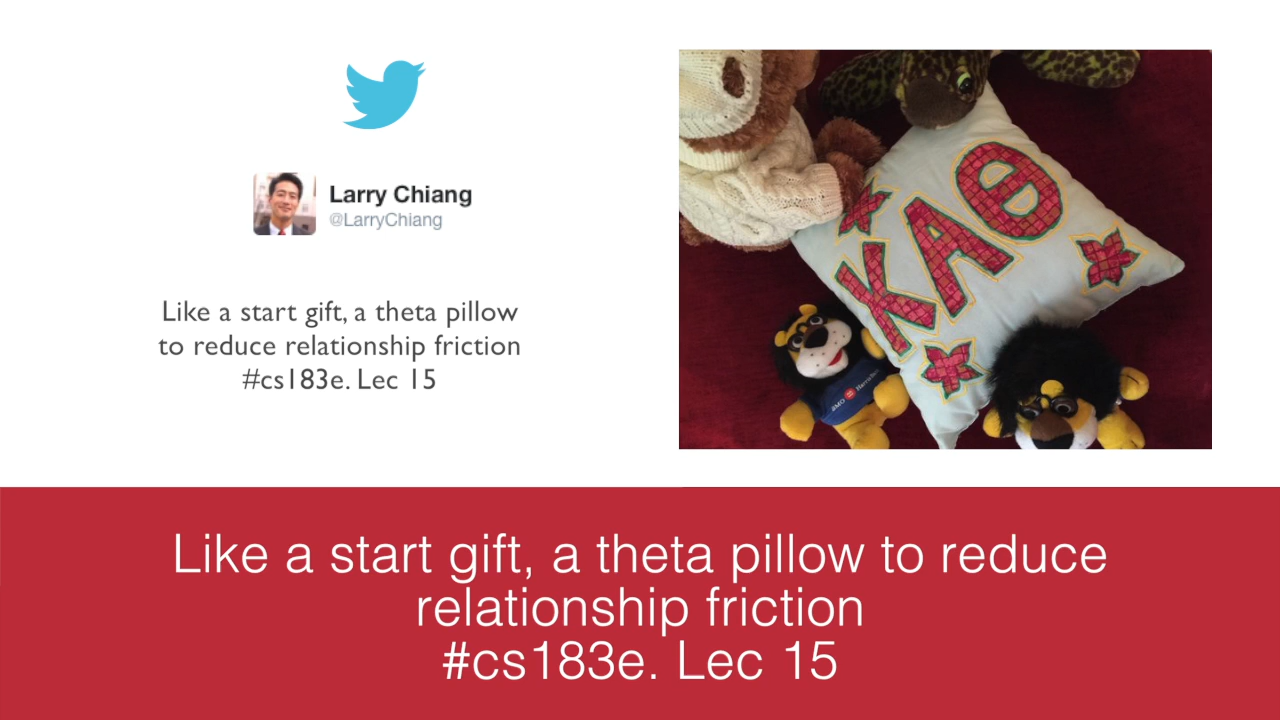 Larry Chiang
@LarryChiang
Like a start gift, a theta pillow
to reduce relationship friction
#cs183e. Lec 15
ΚΑΘ
BMO
Like a start gift, a theta pillow to reduce
relationship friction
#cs183e. Lec 15